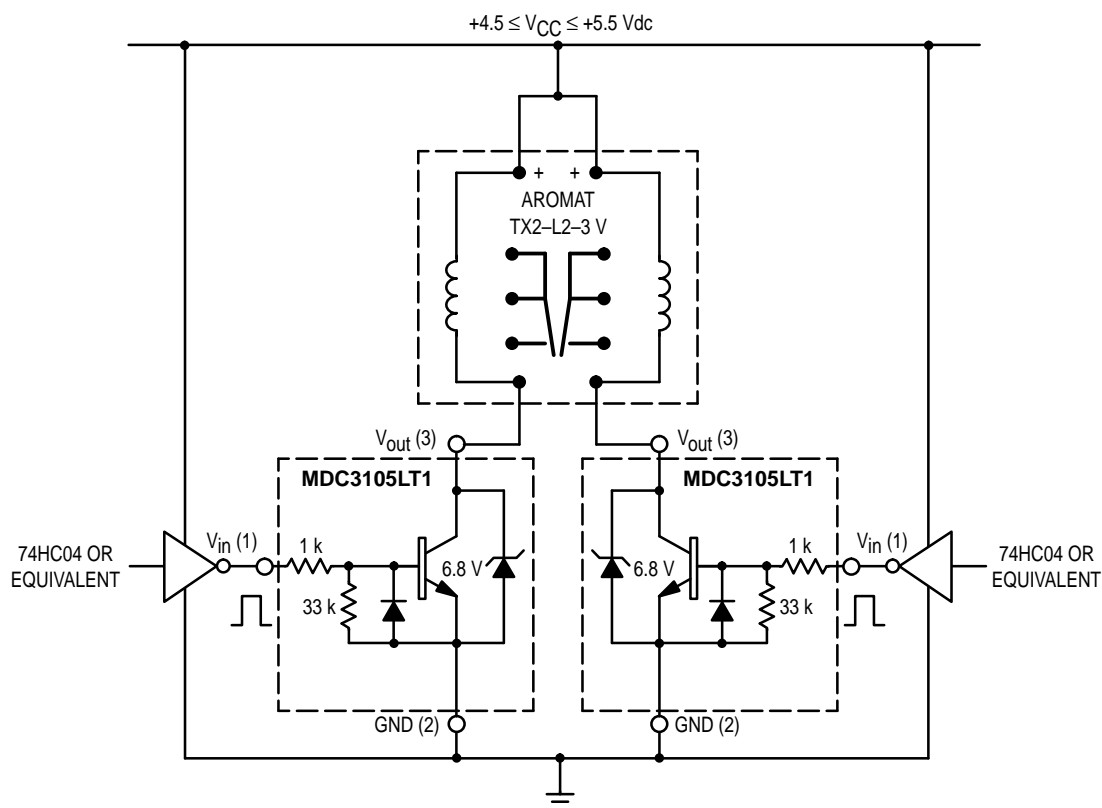 +4.5 ≤ VCC ≤ +5.5 Vdc
+ +
AROMAT
TX2–L2–3 V
Vout (3)
Vout (3)
MDC3105LT1
MDC3105LT1
74HC04 OR
EQUIVALENT
Vin (1)
1 k
33 k
6.8 V
6.8 V
1 k
33 k
Vin (1)
74HC04 OR
EQUIVALENT
GND (2)
GND (2)